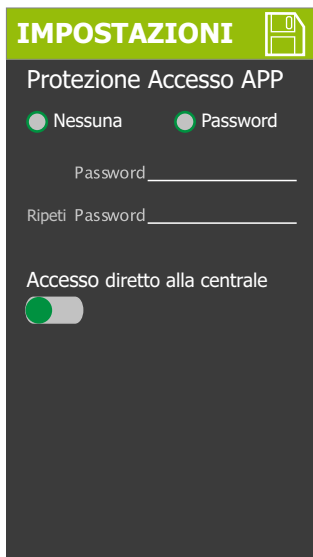 IMPOSTAZIONI
Protezione Accesso APP
Nessuna Password
Password
Ripeti Password
Accesso diretto alla centrale